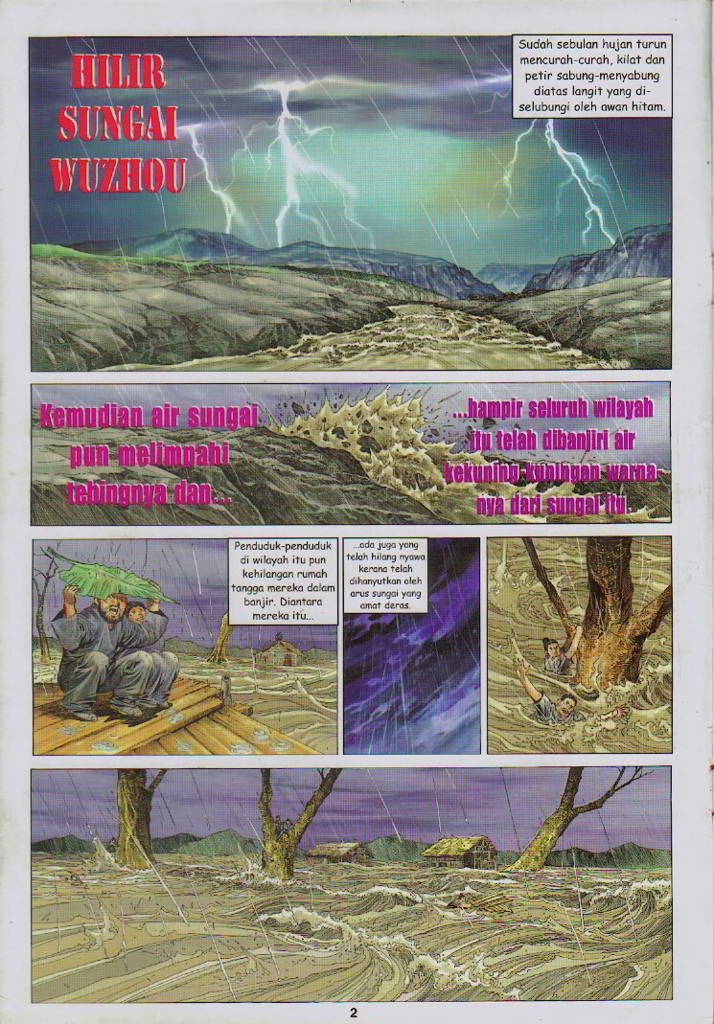 HILIR
SUNGAI
WUZHOU
Sudah sebulan hujan turun
mencurah-curah, kilat dan
petir sabung-menyabung
diatas langit yang di-
selubungi oleh awan hitam.
Kemudian air sungai
pun melimpahi
tebingnya dan...
...hampir seluruh wilayah
itu telah dibanjiri air
kekuning-kuningan warna-
nya dari sungai itu.
Penduduk-penduduk
di wilayah itu pun
kehilangan rumah
tangga mereka dalam
banjir. Diantara
mereka itu...
...ada juga yang
telah hilang nyawa
kerana telah
dihanyutkan oleh
arus sungai yang
amat deras.
2